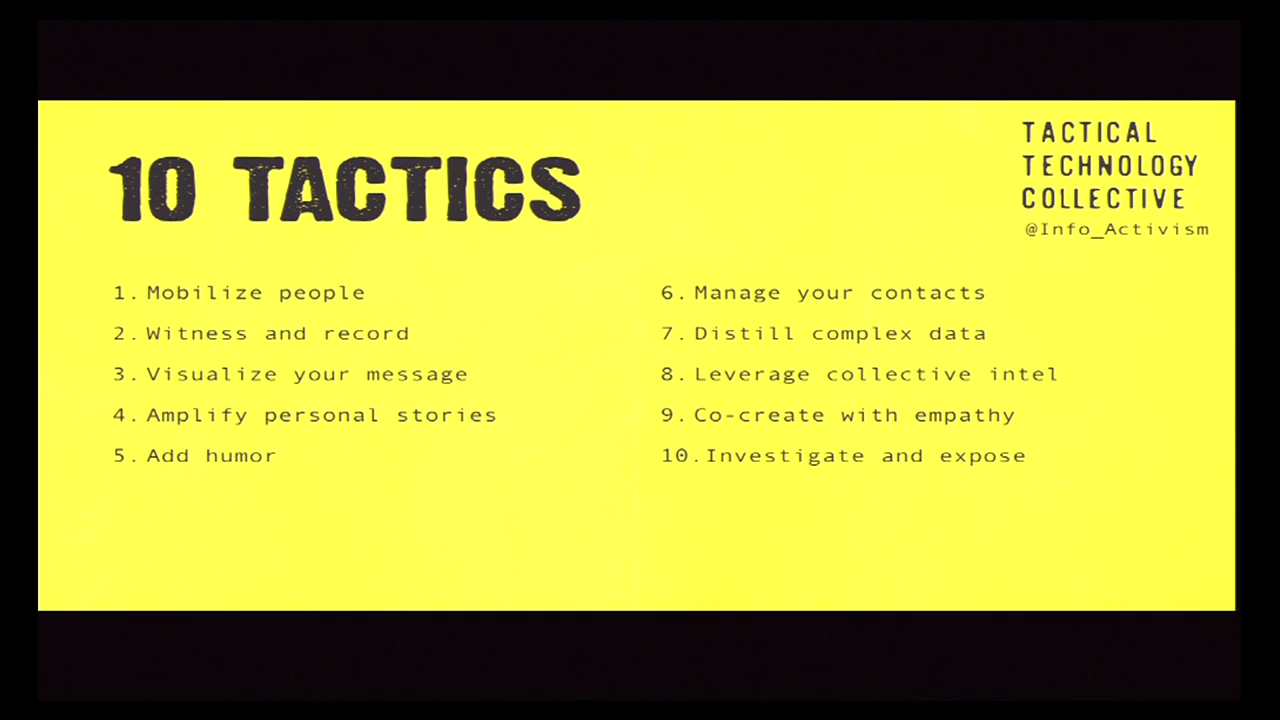 10 TACTICS
TACTICAL
TECHNOLOGY
COLLECTIVE
@Info_Activism
1. Mobilize people
2. Witness and record
3. Visualize your message
4. Amplify personal stories
5. Add humor
6. Manage your contacts
7. Distill complex data
8. Leverage collective intel
9. Co-create with empathy
10. Investigate and expose